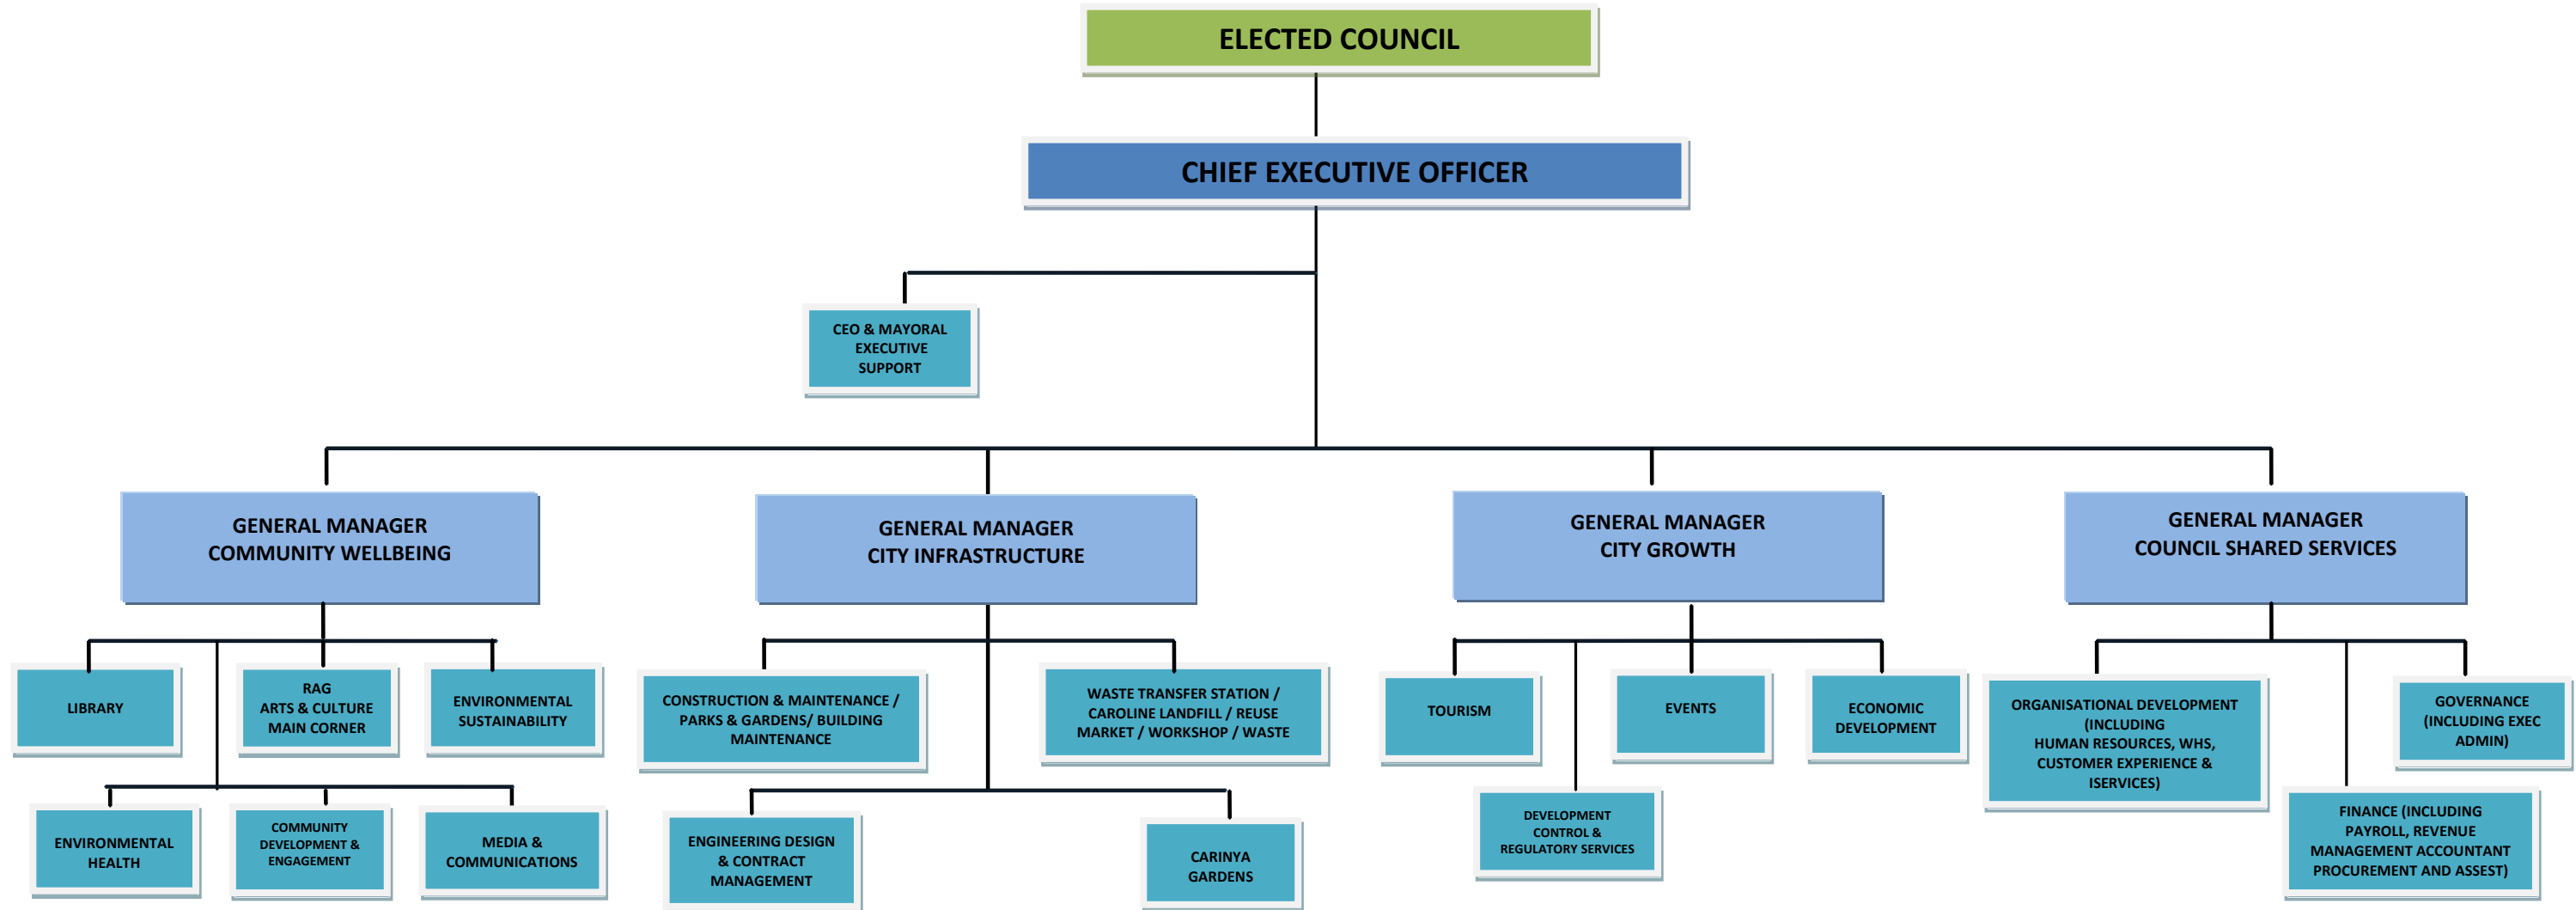 ELECTED COUNCIL
CHIEF EXECUTIVE OFFICER
CEO & MAYORAL
EXECUTIVE
SUPPORT
GENERAL MANAGER
COMMUNITY WELLBEING
GENERAL MANAGER
CITY INFRASTRUCTURE
GENERAL MANAGER
CITY GROWTH
GENERAL MANAGER
COUNCIL SHARED SERVICES
LIBRARY
RAG
ARTS & CULTURE
MAIN CORNER
ENVIRONMENTAL
SUSTAINABILITY
ENVIRONMENTAL
HEALTH
COMMUNITY
DEVELOPMENT &
ENGAGEMENT
MEDIA &
COMMUNICATIONS
CONSTRUCTION & MAINTENANCE /
PARKS & GARDENS/ BUILDING
MAINTENANCE
WASTE TRANSFER STATION /
CAROLINE LANDFILL / REUSE
MARKET / WORKSHOP / WASTE
ENGINEERING DESIGN
& CONTRACT
MANAGEMENT
CARINYA
GARDENS
TOURISM
EVENTS
ECONOMIC
DEVELOPMENT
DEVELOPMENT
CONTROL &
REGULATORY SERVICES
ORGANISATIONAL DEVELOPMENT
(INCLUDING
HUMAN RESOURCES, WHS,
CUSTOMER EXPERIENCE &
ISERVICES)
GOVERNANCE
(INCLUDING EXEC
ADMIN)
FINANCE (INCLUDING
PAYROLL, REVENUE
MANAGEMENT ACCOUNTANT
PROCUREMENT AND ASSEST)